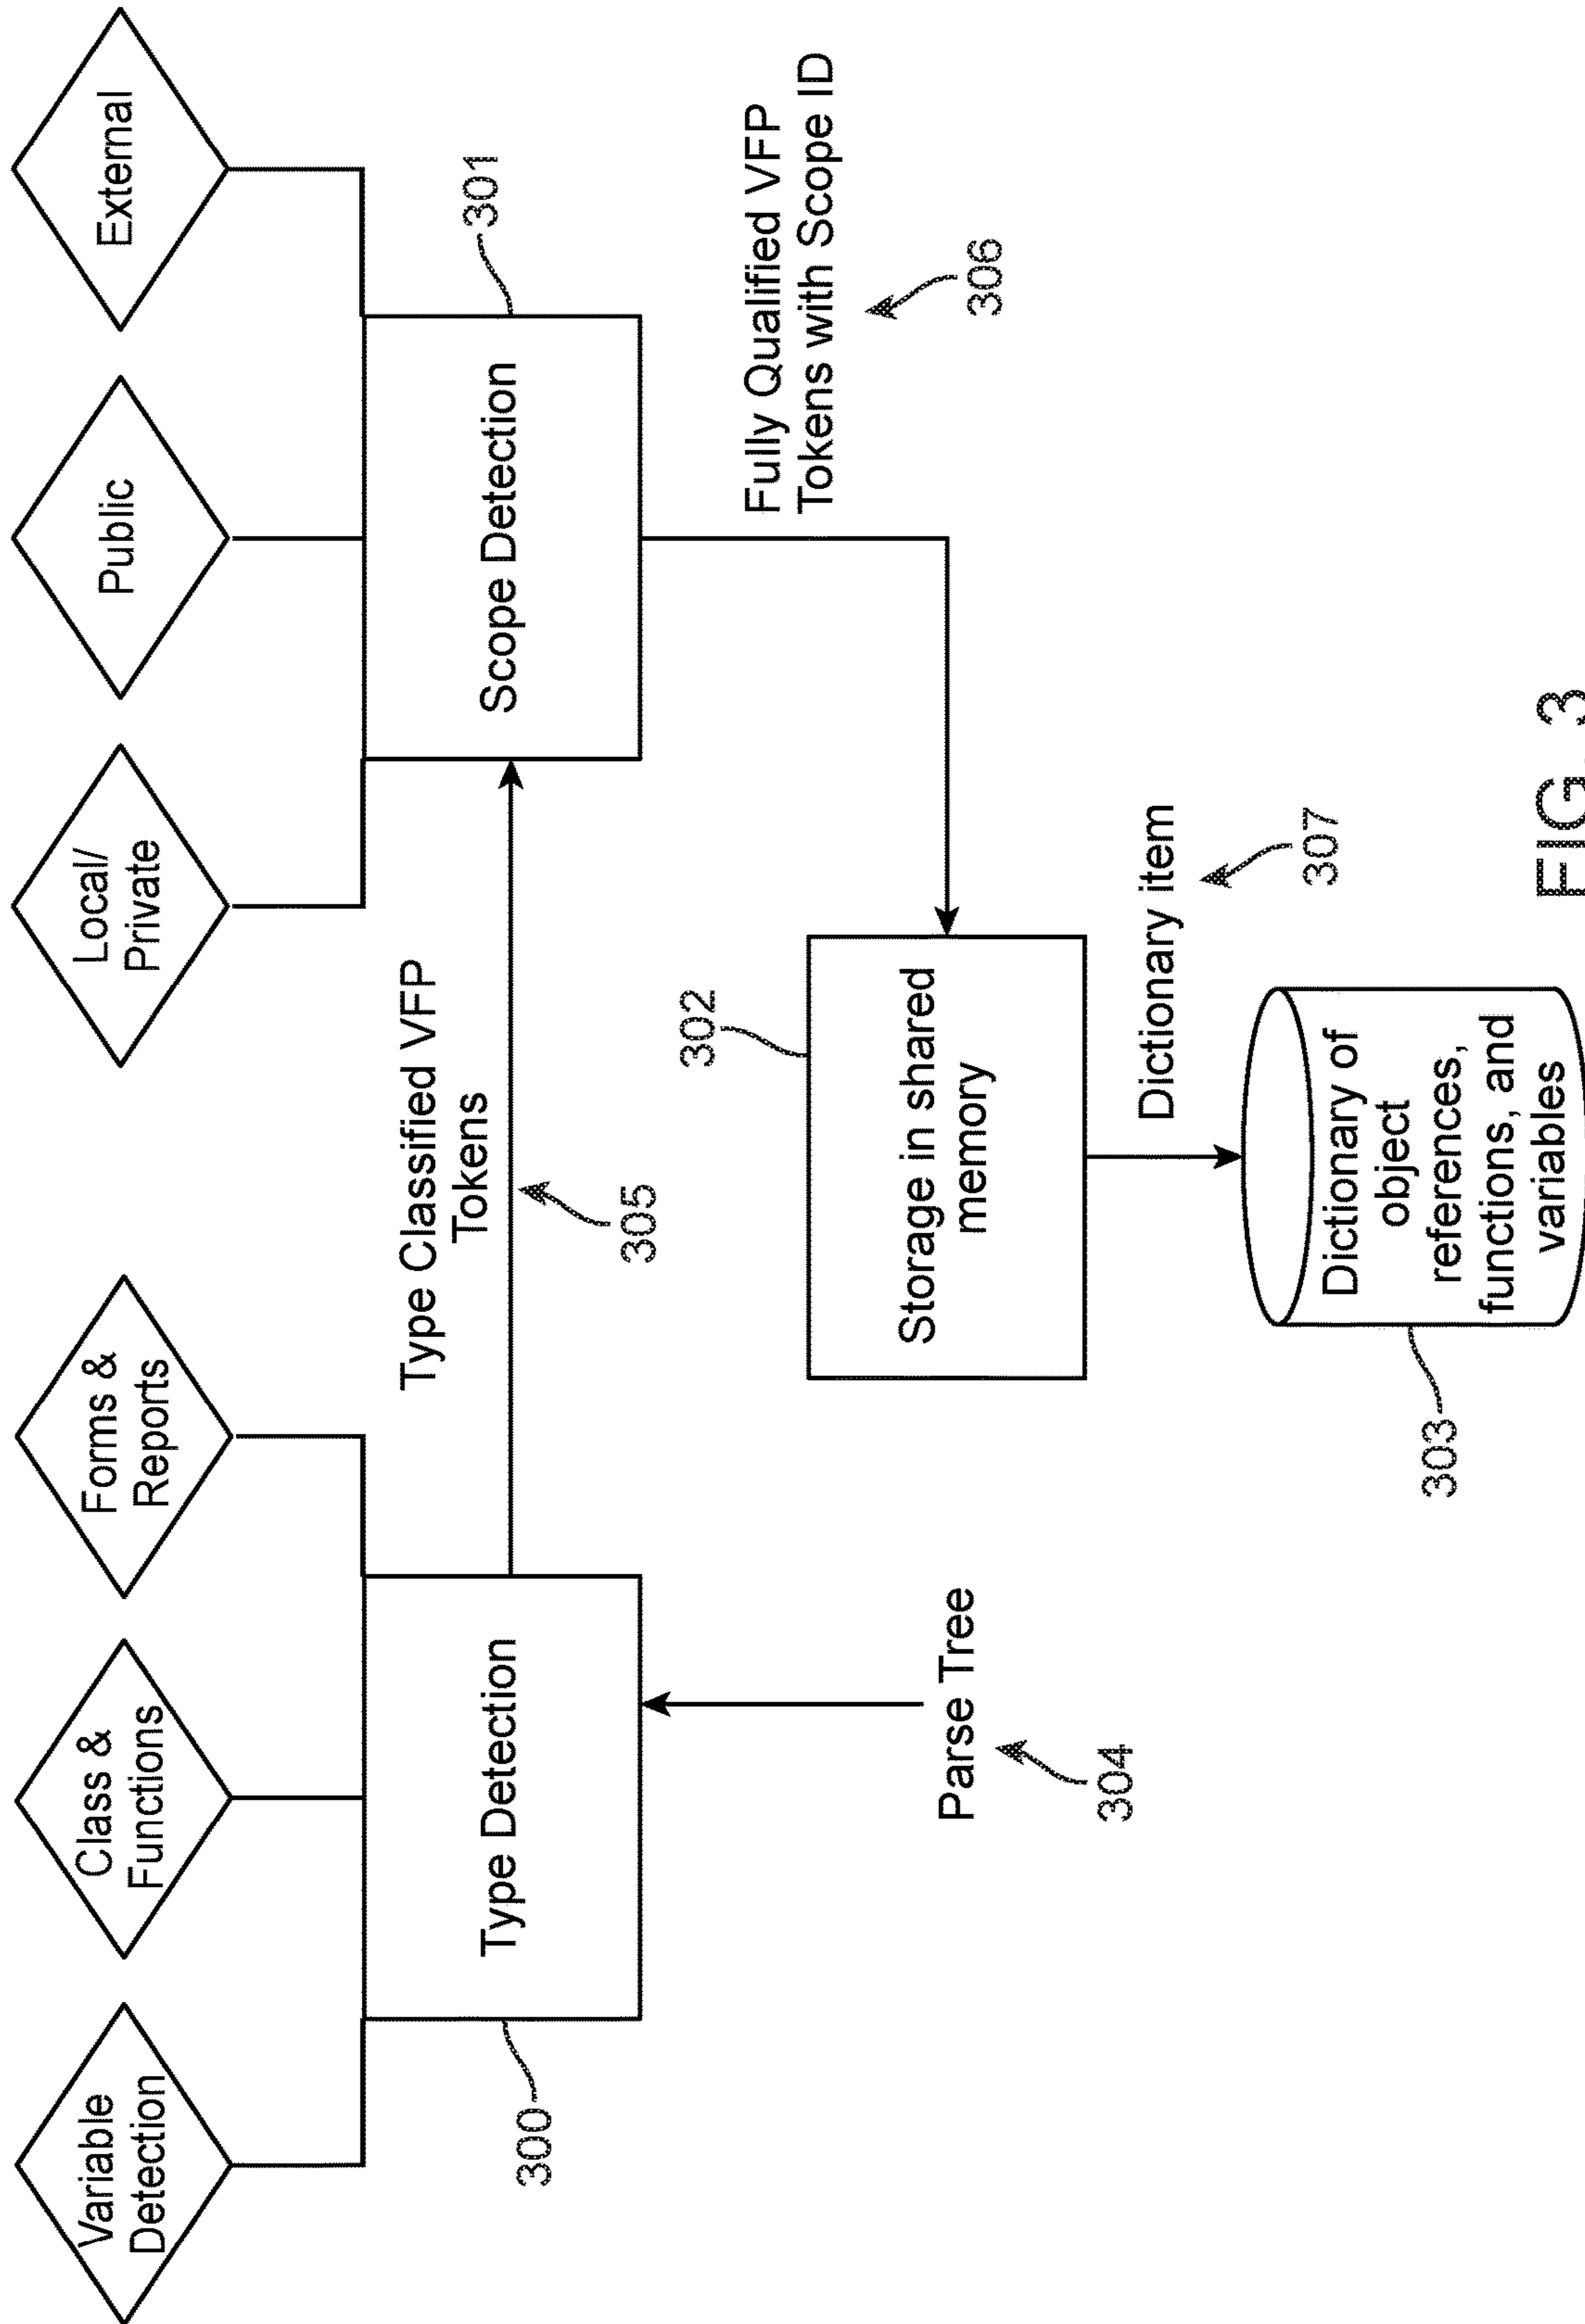 Variable
Detection
Class &
Functions
Forms &
Reports
Local/
Private
Public
External
Type Detection
300
Type Classified VFP
Tokens
305
Scope Detection
301
Parse Tree
304
Fully Qualified VFP
Tokens with Scope ID
306
302
Storage in shared
memory
Dictionary item
307
303
Dictionary of
object
references,
functions, and
variables
FIG. 3